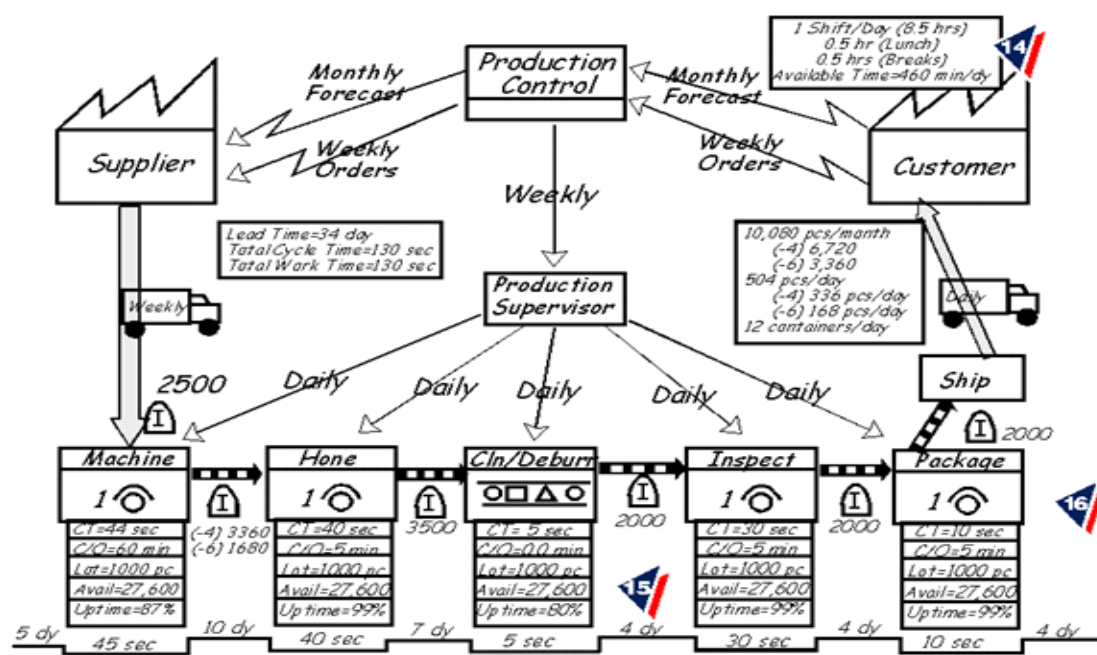 1 Shift/Day (8.5 hrs)
0.5 hr (Lunch)
0.5 hrs (Breaks)
Available Time=460 min/dy
14
Production
Control
Monthly
Forecast
Monthly
Forecast
Supplier
Weekly
Orders
Weekly
Orders
Customer
Weekly
Lead Time=34 day
Total Cycle Time=130 sec
Total Work Time=130 sec
10,080 pcs/month
(-4) 6,720
(-6) 3,360
504 pcs/day
(-4) 336 pcs/day
(-6) 168 pcs/day
12 containers/day
Weekly
Production
Supervisor
Daily
2500
Daily
Daily
Daily
Daily
Daily
Ship
I
I
2000
Machine
Hone
Cln/Deburr
Inspect
Package
1
I
1
I
I
1
I
1
16
(-4) 3360
(-6) 1680
3500
2000
2000
CT=44 sec
C/O=60 min
Lot=1000 pc
Avail=27,600
Uptime=87%
CT=40 sec
C/O=5 min
Lot=1000 pc
Avail=27,600
Uptime=99%
CT= 5 sec
C/O=0.0 min
Lot=1000 pc
Avail=27,600
Uptime=80%
15
CT=30 sec
C/O=5 min
Lot=1000 pc
Avail=27,600
Uptime=99%
CT=10 sec
C/O=5 min
Lot=1000 pc
Avail=27,600
Uptime=99%
5 dy
45 sec
10 dy
40 sec
7 dy
5 sec
4 dy
30 sec
4 dy
10 sec
4 dy